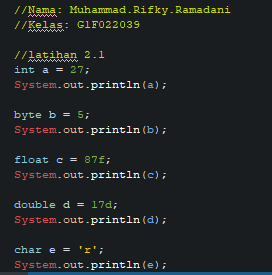 //Nama: Muhammad.Rifky.Ramadani
//Kelas: G1F022039
//latihan 2.1
int a = 27;
System.out.println(a);
byte b = 5;
System.out.println(b);
float c = 87f;
System.out.println(c);
double d = 17d;
System.out.println(d);
char e = 'r';
System.out.println(e);